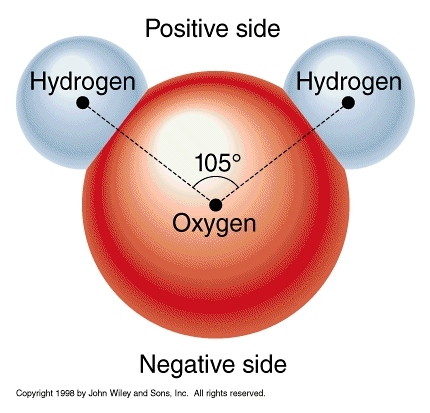 Positive side
Hydrogen
Hydrogen
105°
Oxygen
Negative side
Copyright 1998 by John Wiley and Sons, Inc. All rights reserved.